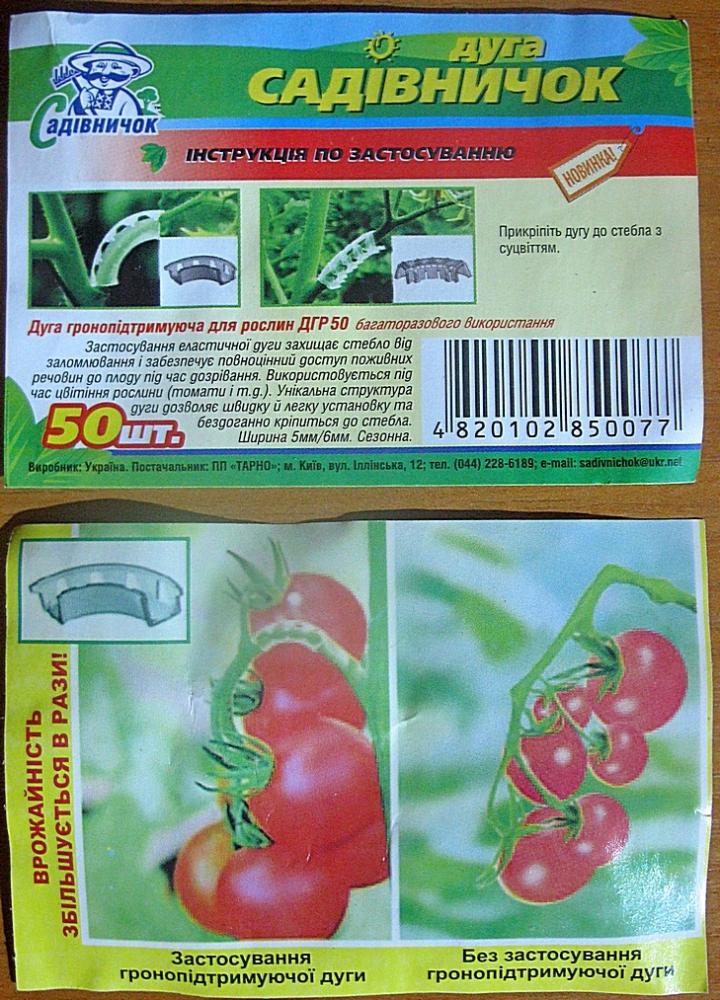 дуга
САДІВНИЧОК
Садівничок
ІНСТРУКЦІЯ ПО ЗАСТОСУВАННЮ
НОВИНКА!
Прикріпіть дугу до стебла з
суцвіттям.
Дуга гронопідтримуюча для рослин ДГР 50 багаторазового використання
Застосування еластичної дуги захищає стебло від
заломлювання і забезпечує повноцінний доступ поживних
речовин до плоду під час дозрівання. Використовується під
час цвітіння рослини (томати і т.д.). Унікальна структура
дуги дозволяє швидку й легку установку та
бездоганно кріпиться до стебла.
Ширина 5мм/6мм. Сезонна.
50шт.
4 820102 850077
Виробник: Україна. Постачальник: ПП «ТАРНО»; м. Київ, вул. Іллінська, 12; тел. (044) 228-6189; e-mail: sadivnichok@ukr.net
ВРОЖАЙНІСТЬ
ЗБІЛЬШУЄТЬСЯ В РАЗИ!
Застосування
гронопідтримуючої дуги
Без застосування
гронопідтримуючої дуги